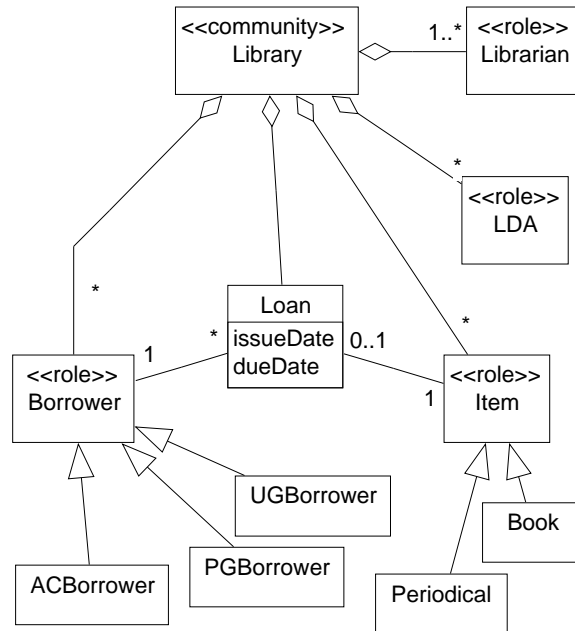 <<community>>
Library
1..*
<<role>>
Librarian
*
<<role>>
LDA
*
*
Loan
issueDate
dueDate
1
*
0..1
1
<<role>>
Borrower
<<role>>
Item
UGBorrower
Book
ACBorrower
PGBorrower
Periodical